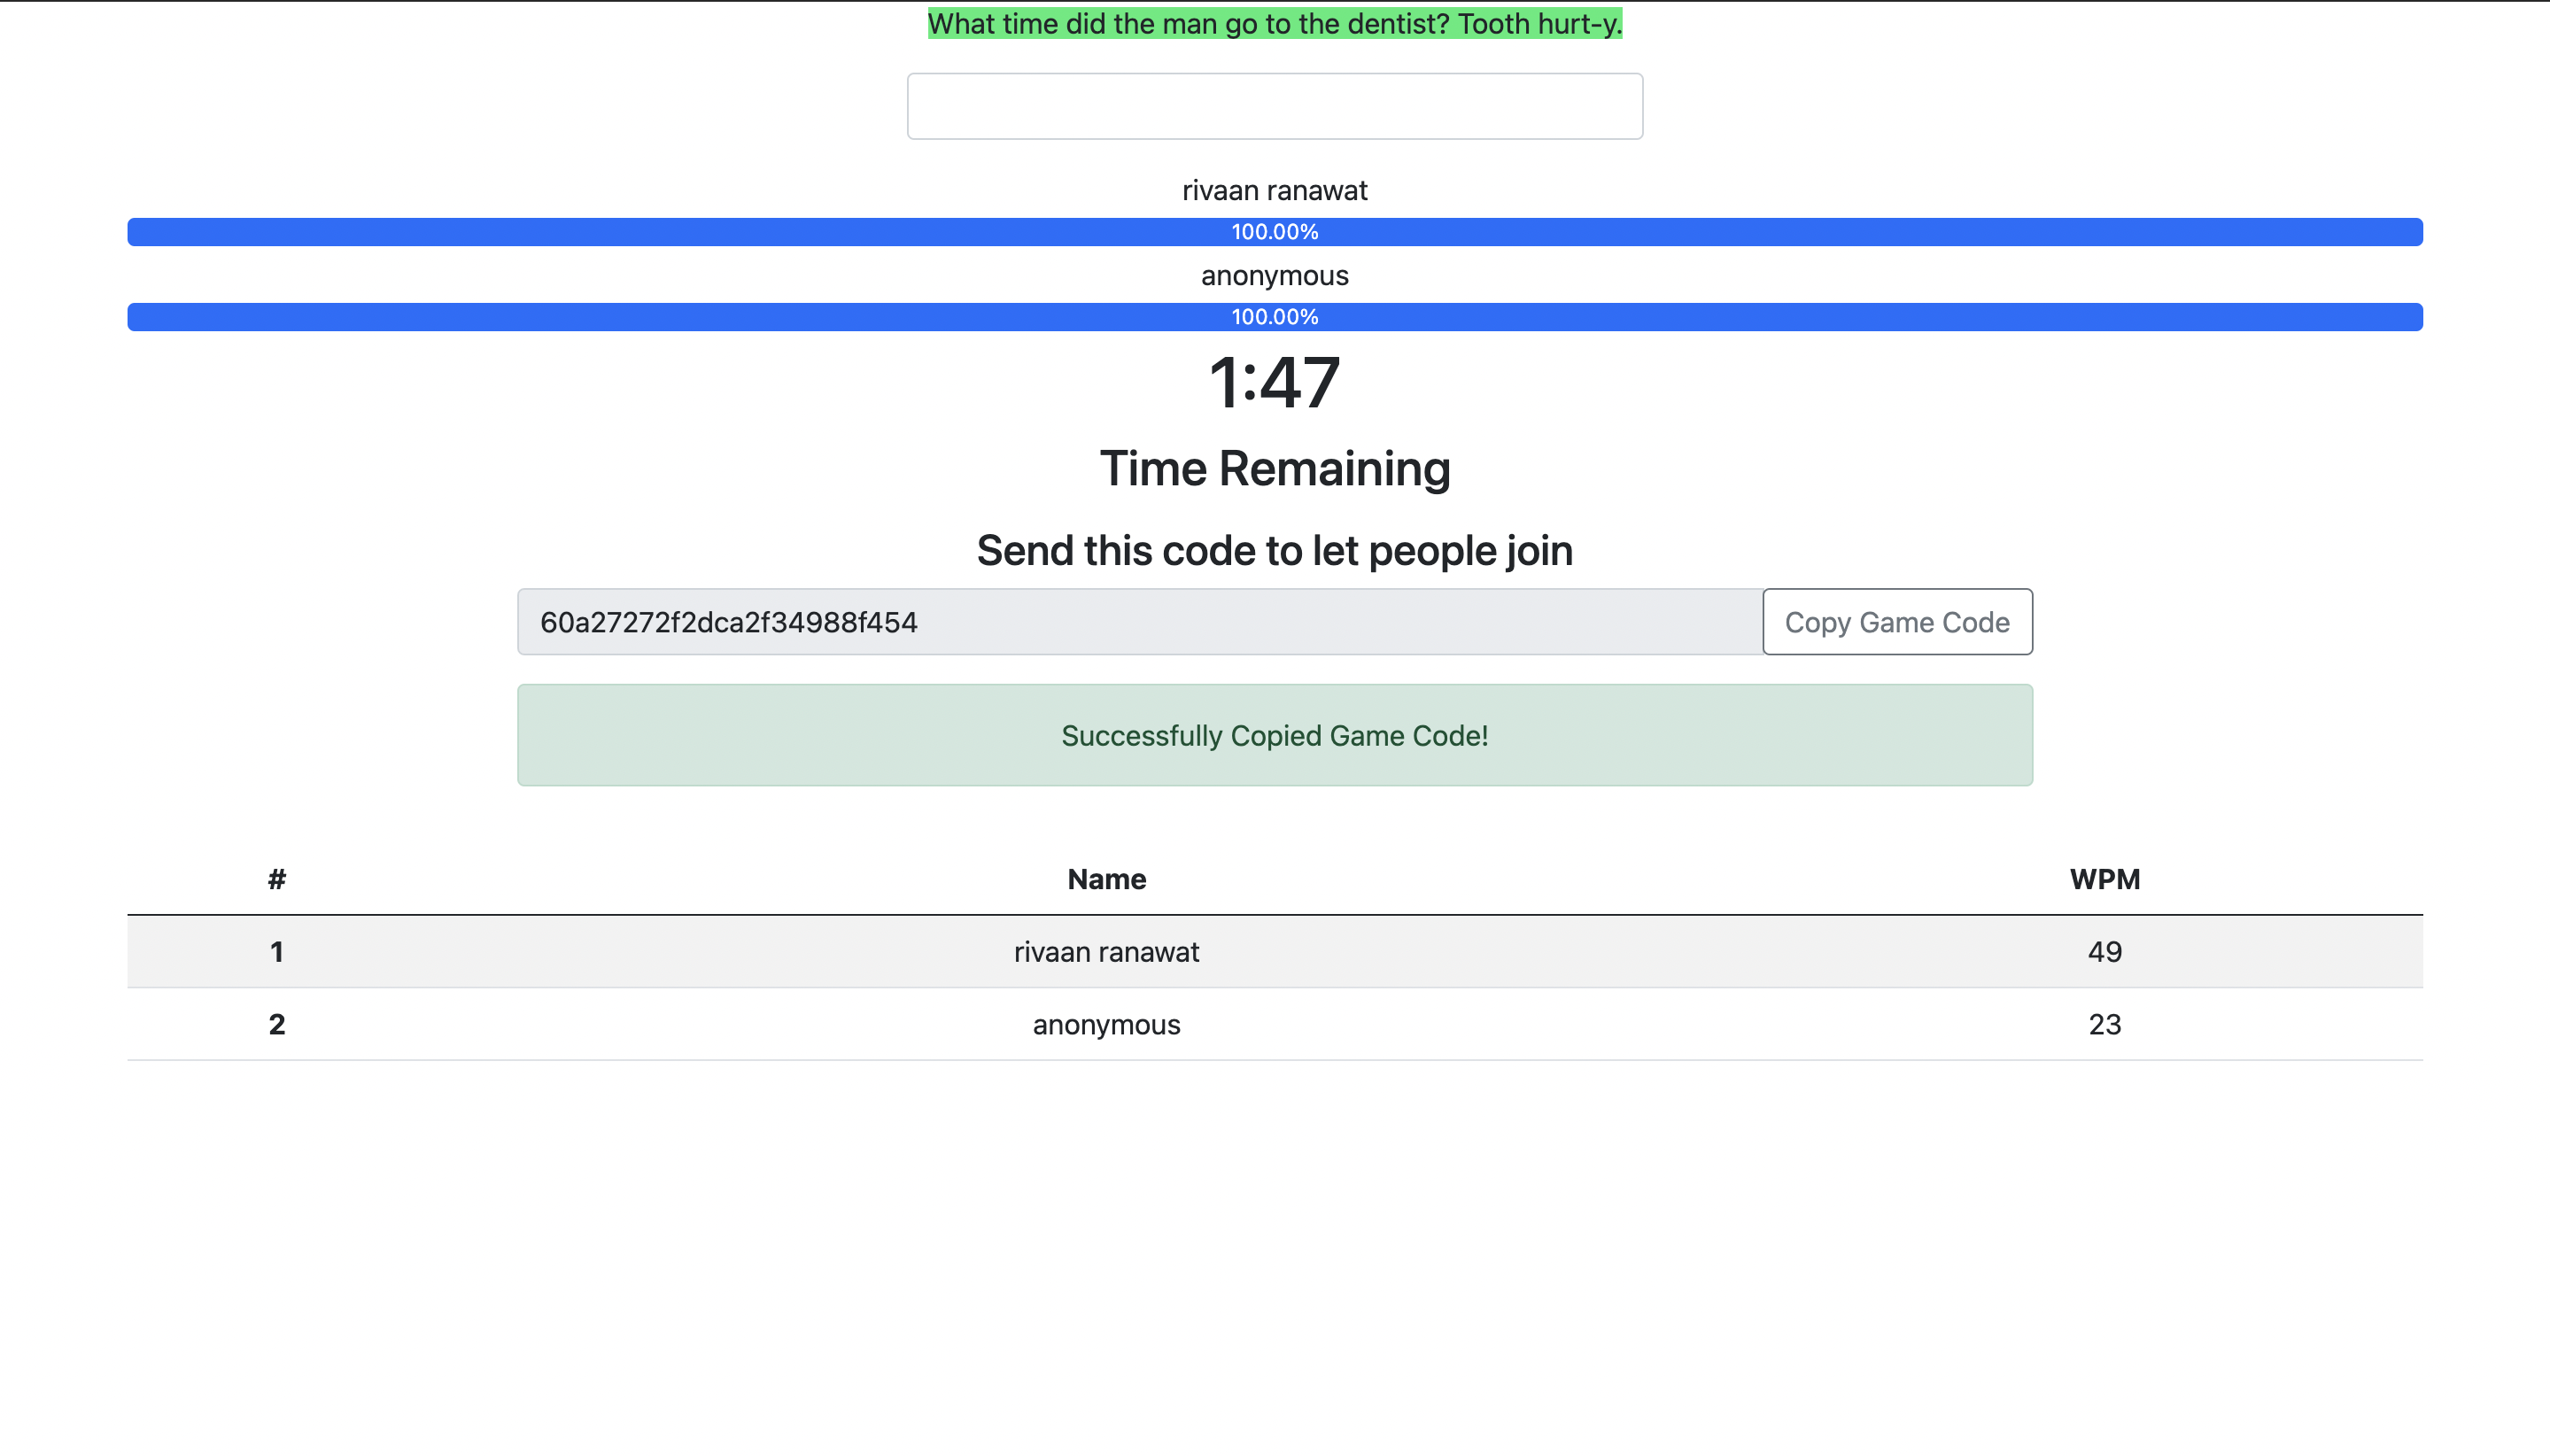 What time did the man go to the dentist? Tooth hurt-y.
rivaan ranawat
100.00%
anonymous
100.00%
1:47
Time Remaining
Send this code to let people join
60a27272f2dca2f34988f454 Copy Game Code
Successfully Copied Game Code!
# Name WPM
1 rivaan ranawat 49
2 anonymous 23